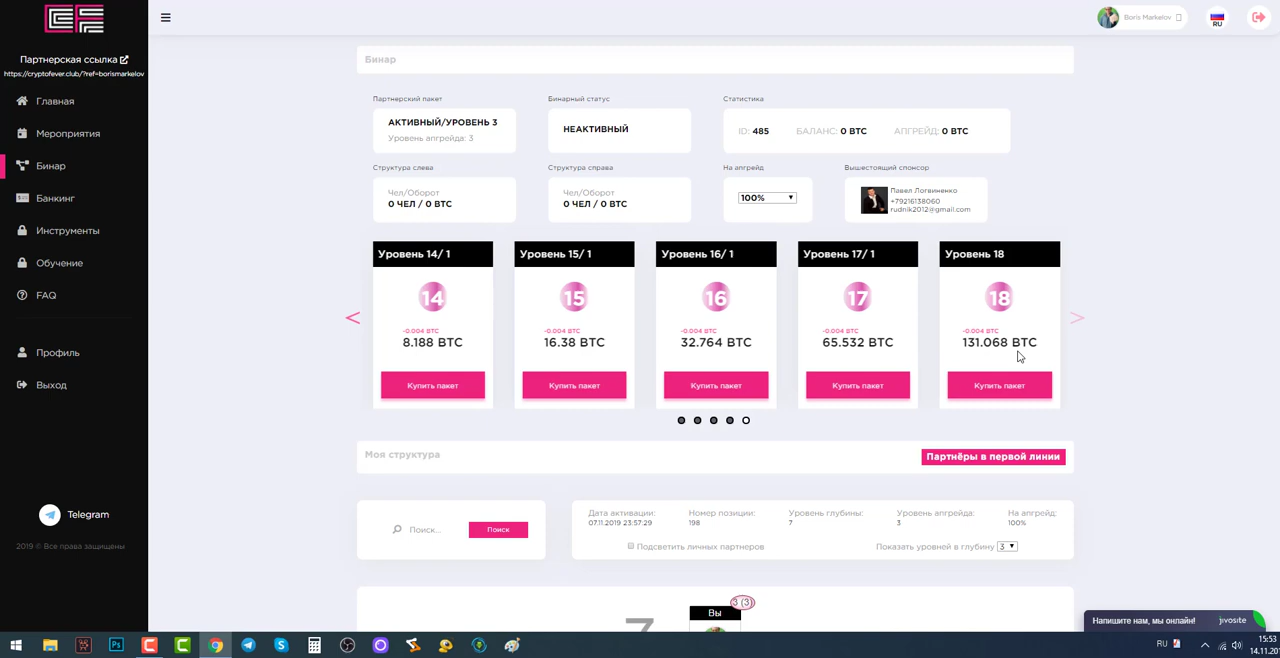 Партнерская ссылка
https://cryptofever.club/?ref=borismarkelov
Главная
Мероприятия
Бинар
Банкинг
Инструменты
Обучение
FAQ
Профиль
Выход
Telegram
2019 © Все права защищены
Boris Markelov
RU
Бинар
Партнерский пакет
АКТИВНЫЙ/УРОВЕНЬ 3
Уровень апгрейда: 3
Бинарный статус
НЕАКТИВНЫЙ
Статистика
ID: 485 БАЛАНС: 0 BTC АПГРЕЙД: 0 BTC
Структура слева
Чел/Оборот
0 ЧЕЛ / 0 BTC
Структура справа
Чел/Оборот
0 ЧЕЛ / 0 BTC
На апгрейд
100%
Вышестоящий спонсор
Павел Логвиненко
+79216138060
rudnik2012@gmail.com
Уровень 14/ 1
14
-0.004 BTC
8.188 BTC
Купить пакет
Уровень 15/ 1
15
-0.004 BTC
16.38 BTC
Купить пакет
Уровень 16/ 1
16
-0.004 BTC
32.764 BTC
Купить пакет
Уровень 17/ 1
17
-0.004 BTC
65.532 BTC
Купить пакет
Уровень 18
18
-0.004 BTC
131.068 BTC
Купить пакет
< >
Моя структура
Партнёры в первой линии
Поиск...
Поиск
Дата активации: Номер позиции: Уровень глубины: Уровень апгрейда: На апгрейд:
07.11.2019 23:57:29 198 7 3 100%
Подсветить личных партнеров
Показать уровней в глубину 3
7
Вы
3 (3)
Напишите нам, мы онлайн! jivosite
Ps
RU
15:53
14.11.20